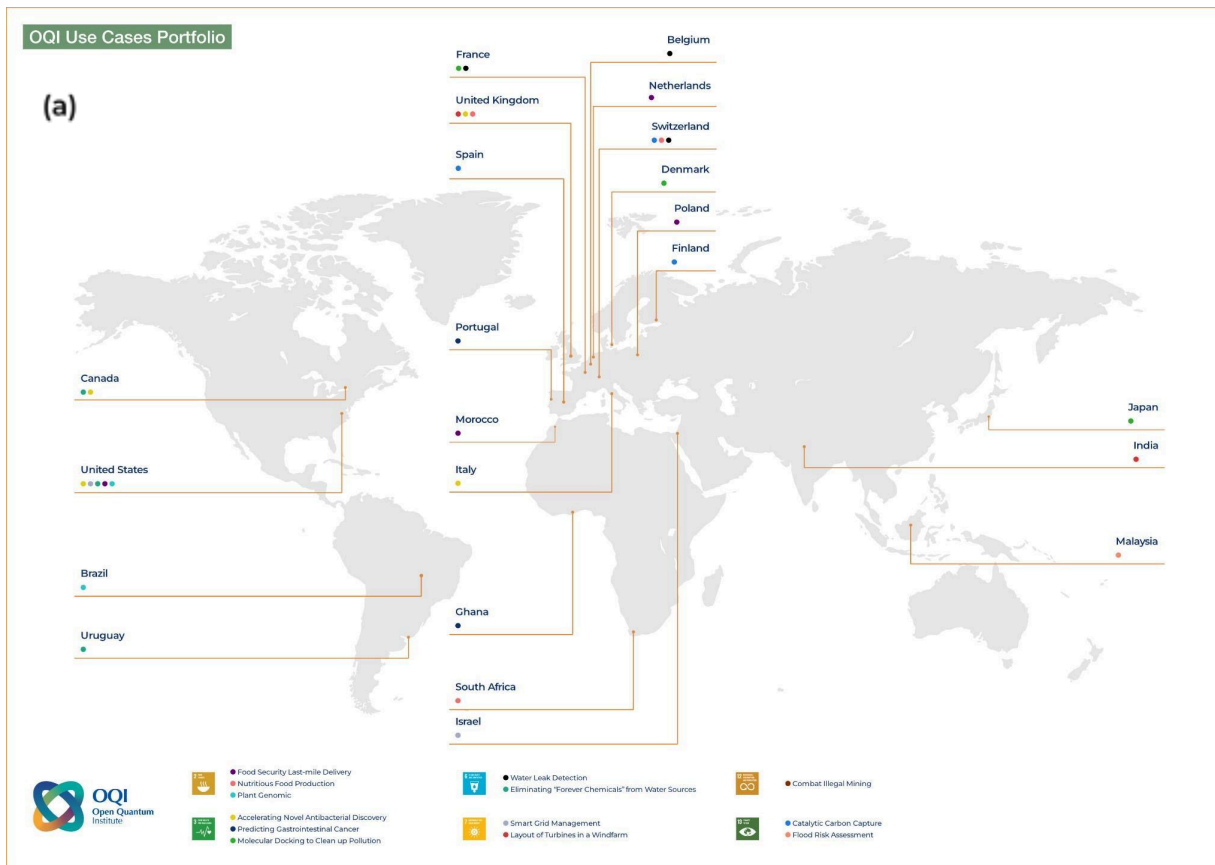 OQI Use Cases Portfolio
(a)
France
Belgium
United Kingdom
Netherlands
Switzerland
Spain
Denmark
Poland
Finland
Portugal
Canada
Morocco
Japan
Italy
India
United States
Malaysia
Brazil
Ghana
Uruguay
South Africa
Israel
OQI
Open Quantum
Institute
Food Security Last-mile Delivery
Nutritious Food Production
Plant Genomic
Accelerating Novel Antibacterial Discovery
Predicting Gastrointestinal Cancer
Molecular Docking to Clean up Pollution
Water Leak Detection
Eliminating "Forever Chemicals" from Water Sources
Smart Grid Management
Layout of Turbines in a Windfarm
Combat Illegal Mining
Catalytic Carbon Capture
Flood Risk Assessment